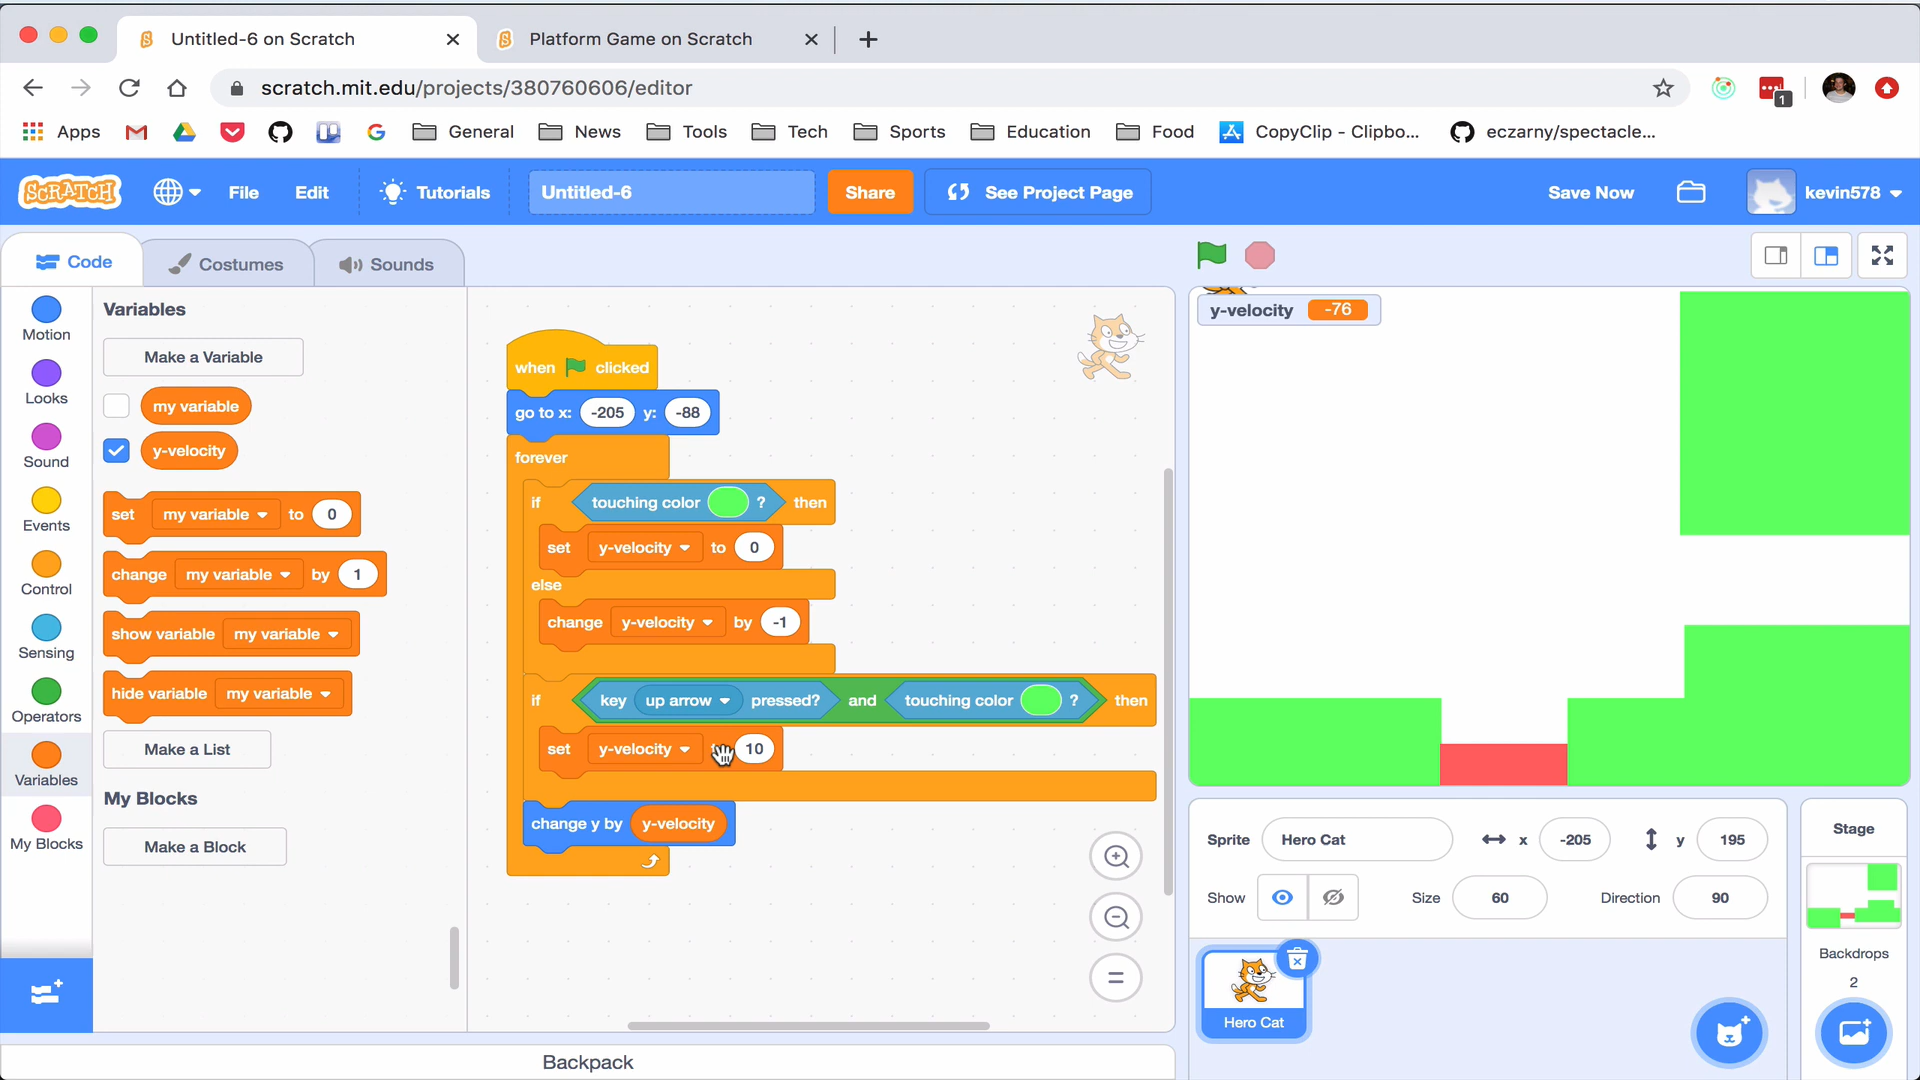 Untitled-6 on Scratch
Platform Game on Scratch
scratch.mit.edu/projects/380760606/editor
1
Apps
General
News
Tools
Tech
Sports
Education
Food
CopyClip - Clipbo...
eczarny/spectacle...
SCRATCH
File
Edit
Tutorials
Untitled-6
Share
See Project Page
Save Now
kevin578
Code
Costumes
Sounds
Motion
Looks
Sound
Events
Control
Sensing
Operators
Variables
My Blocks
Variables
Make a Variable
my variable
y-velocity
set my variable to 0
change my variable by 1
show variable my variable
hide variable my variable
Make a List
My Blocks
Make a Block
when clicked
go to x: -205 y: -88
forever
if touching color ? then
set y-velocity to 0
else
change y-velocity by -1
if key up arrow pressed? and touching color ? then
set y-velocity 10
change y by y-velocity
Backpack
y-velocity -76
Sprite Hero Cat x -205 y 195
Show Size 60 Direction 90
Hero Cat
Stage
Backdrops
2